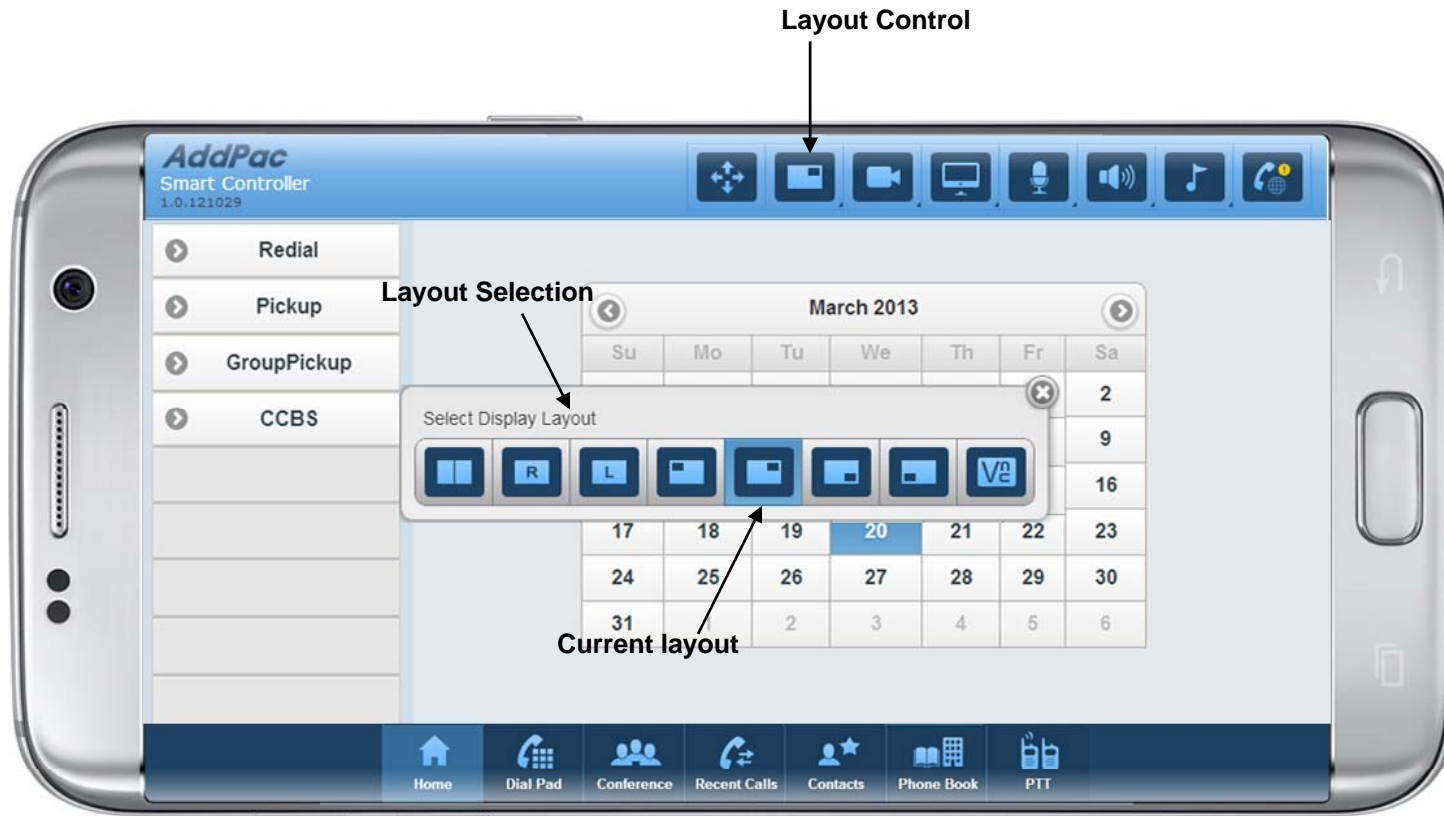 Layout Control
AddPac
Smart Controller
1.0.121029
Redial
Pickup
GroupPickup
CCBS
Layout Selection
March 2013
Su Mo Tu We Th Fr Sa
2
9
16
17 18 19 20 21 22 23
24 25 26 27 28 29 30
31 1 2 3 4 5 6
Select Display Layout
R L Vnc
Current layout
Home Dial Pad Conference Recent Calls Contacts Phone Book PTT